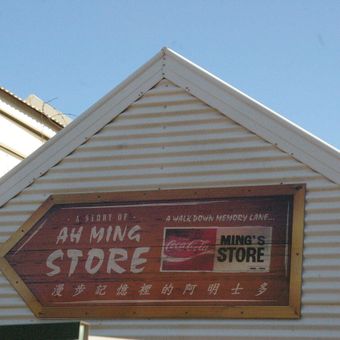 A STORY OF
AH MING
STORE
A WALK DOWN MEMORY LANE...
Coca-Cola
MING'S
STORE
漫步記憶裡的阿明士多